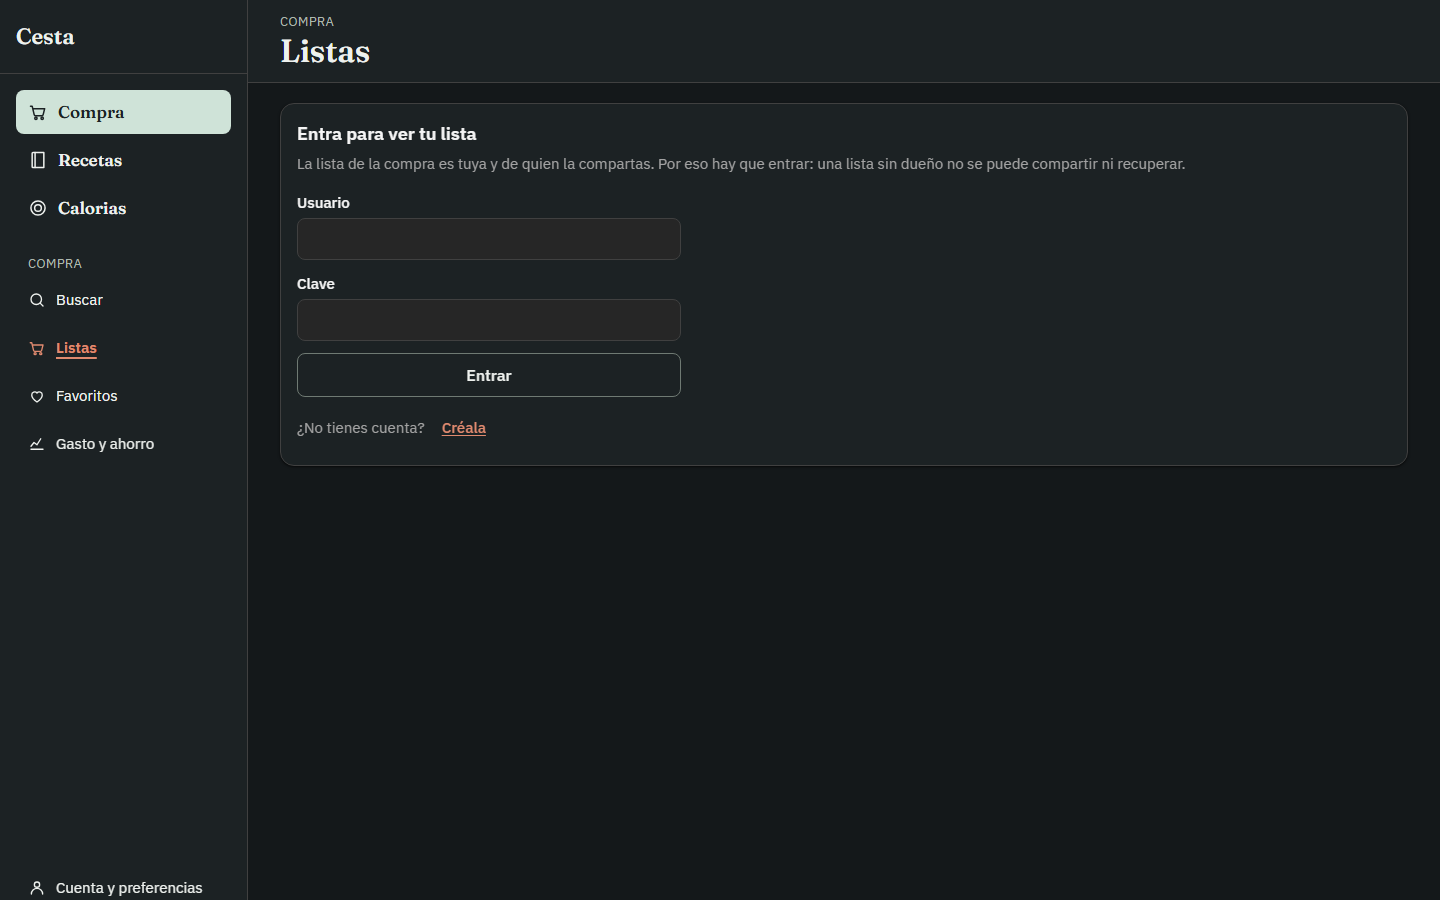 Cesta
Compra
Recetas
Calorias
COMPRA
Buscar
Listas
Favoritos
Gasto y ahorro
Cuenta y preferencias
COMPRA
Listas
Entra para ver tu lista
La lista de la compra es tuya y de quien la compartas. Por eso hay que entrar: una lista sin dueño no se puede compartir ni recuperar.
Usuario
Clave
Entrar
¿No tienes cuenta? Créala